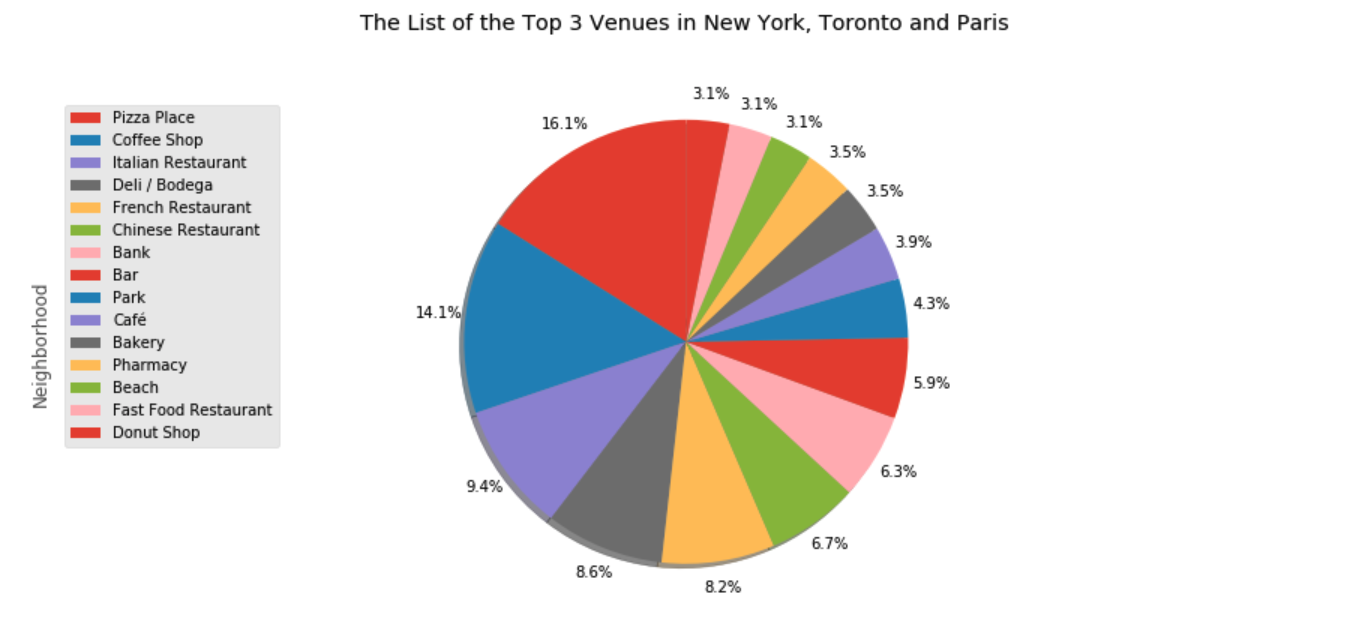 The List of the Top 3 Venues in New York, Toronto and Paris
Neighborhood
Pizza Place
Coffee Shop
Italian Restaurant
Deli / Bodega
French Restaurant
Chinese Restaurant
Bank
Bar
Park
Café
Bakery
Pharmacy
Beach
Fast Food Restaurant
Donut Shop
16.1%
14.1%
9.4%
8.6%
8.2%
6.7%
6.3%
5.9%
4.3%
3.9%
3.5%
3.5%
3.1%
3.1%
3.1%